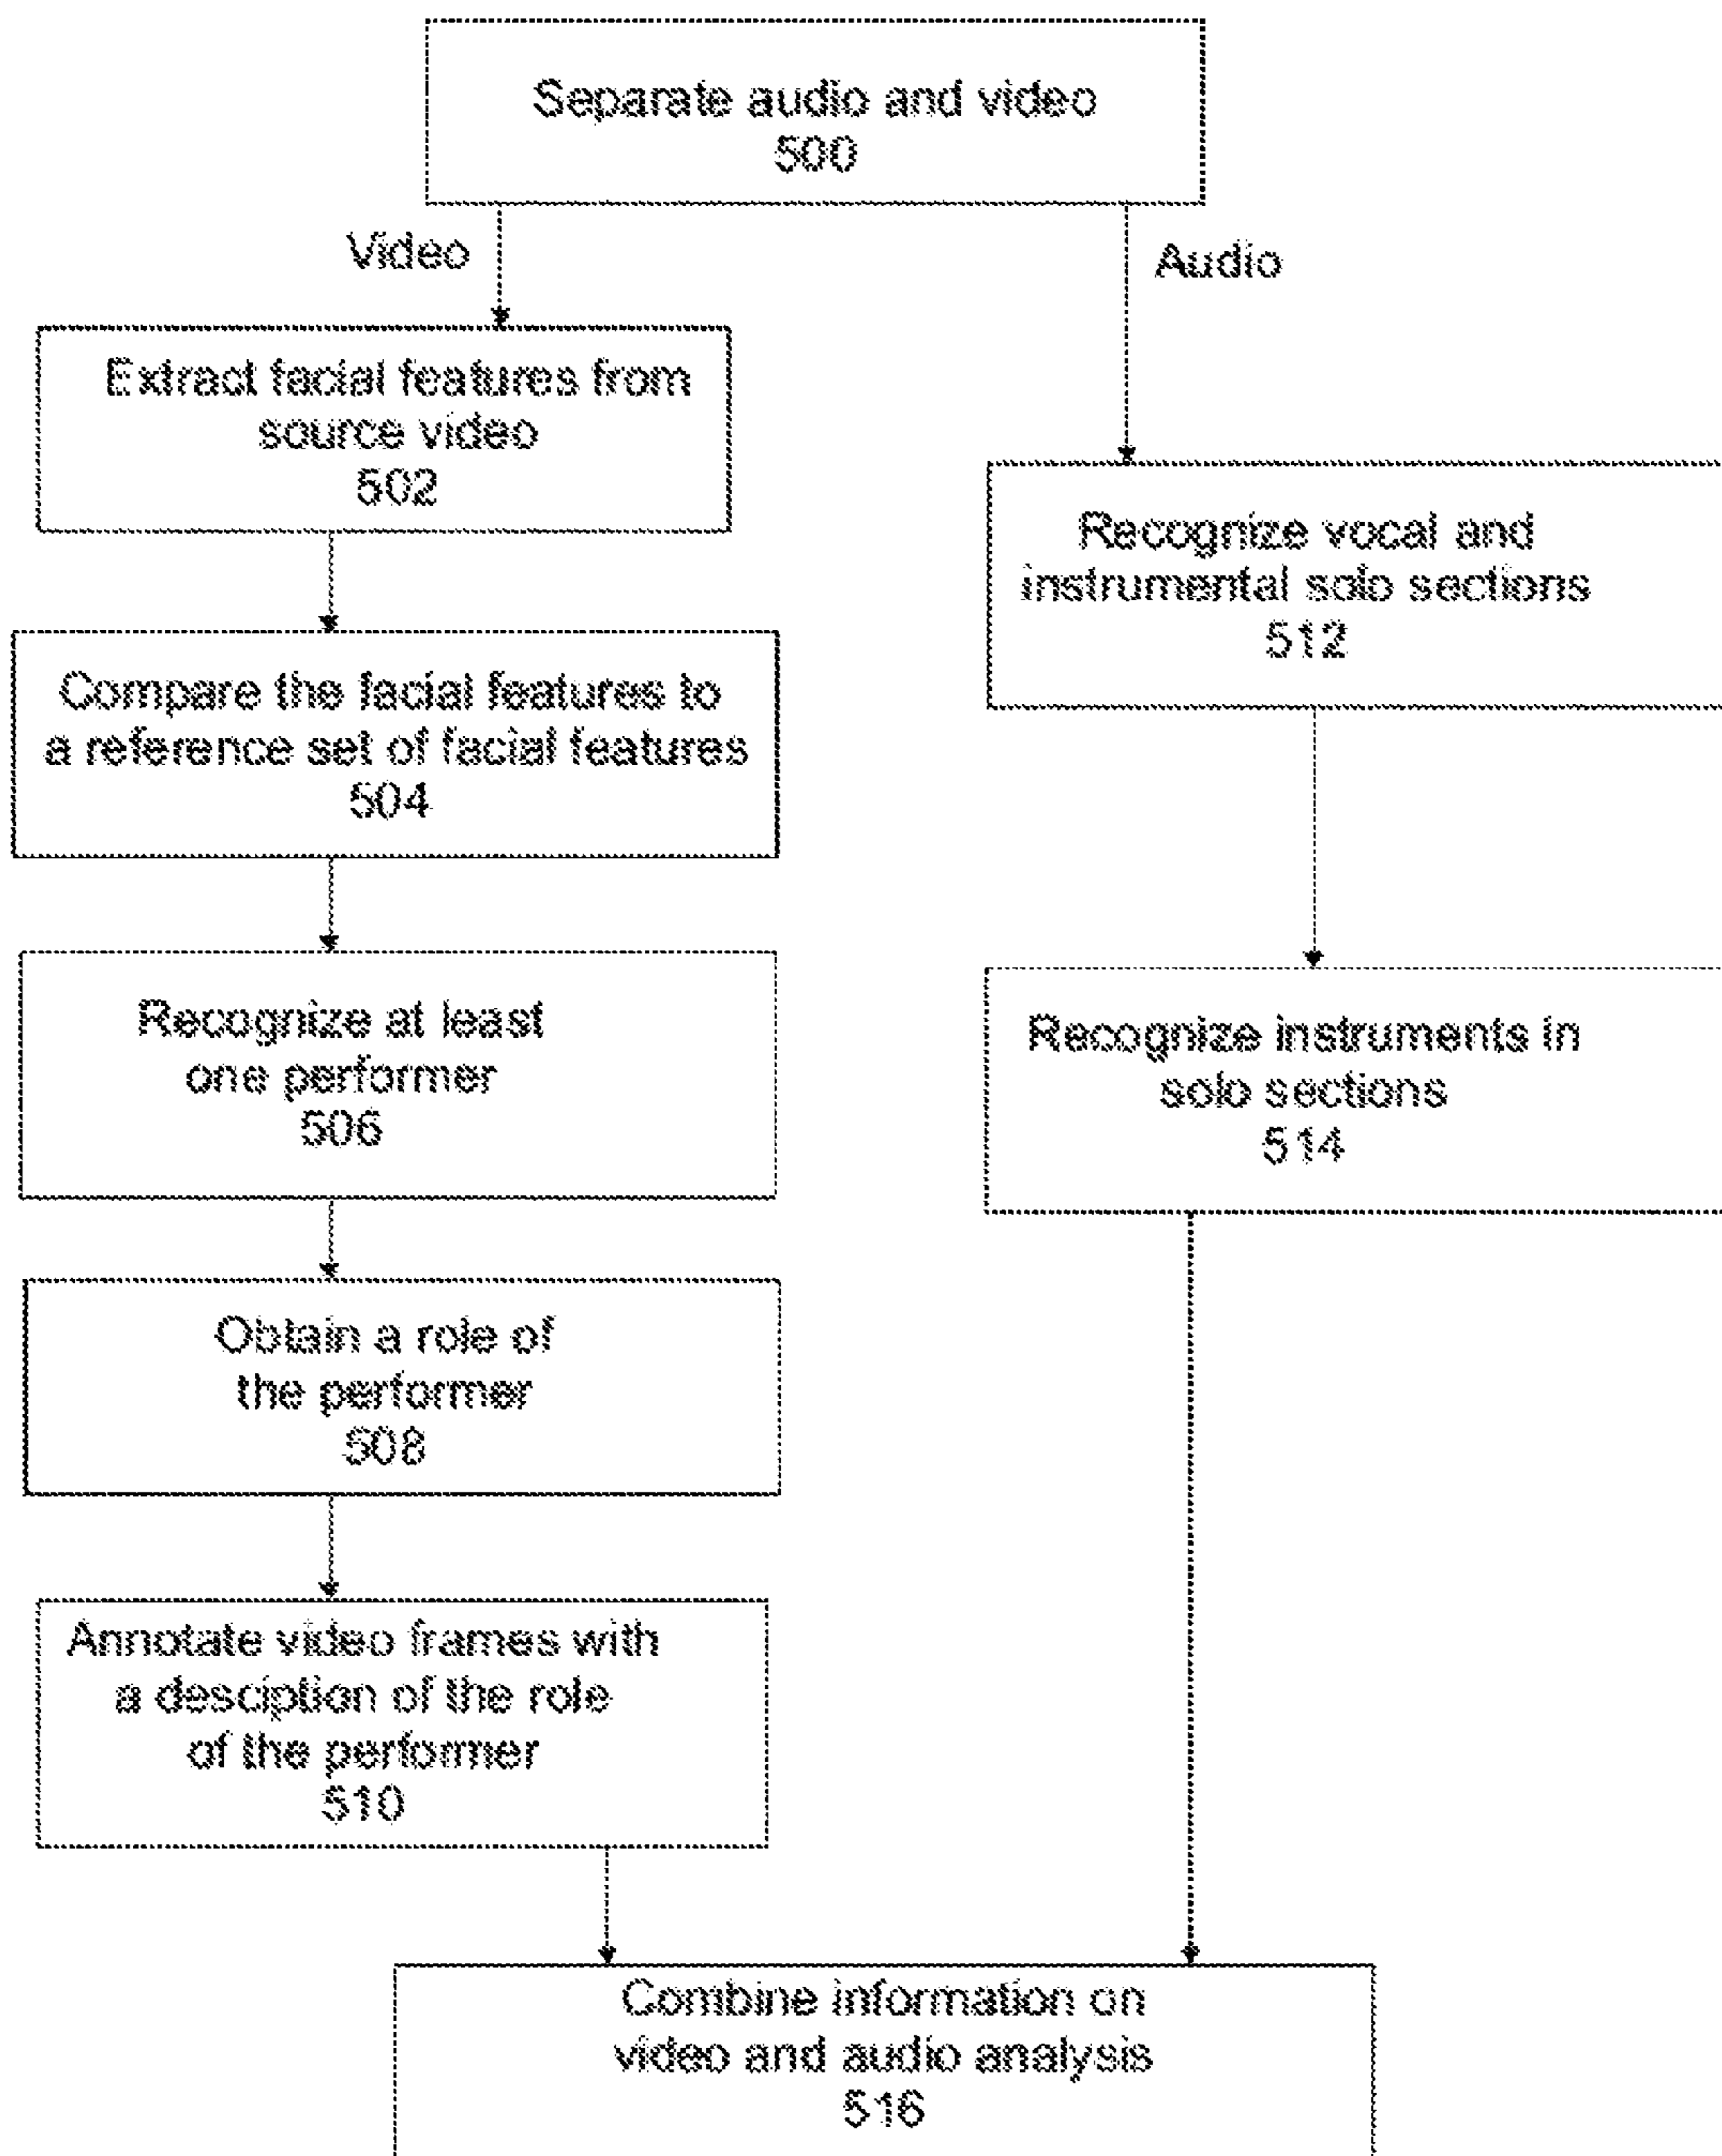 Separate audio and video
500
Video
Audio
Extract facial features from
source video
502
Compare the facial features to
a reference set of facial features
504
Recognize at least
one performer
506
Obtain a role of
the performer
508
Annotate video frames with
a desciption of the role
of the performer
510
Recognize vocal and
instrumental solo sections
512
Recognize instruments in
solo sections
514
Combine information on
video and audio analysis
516